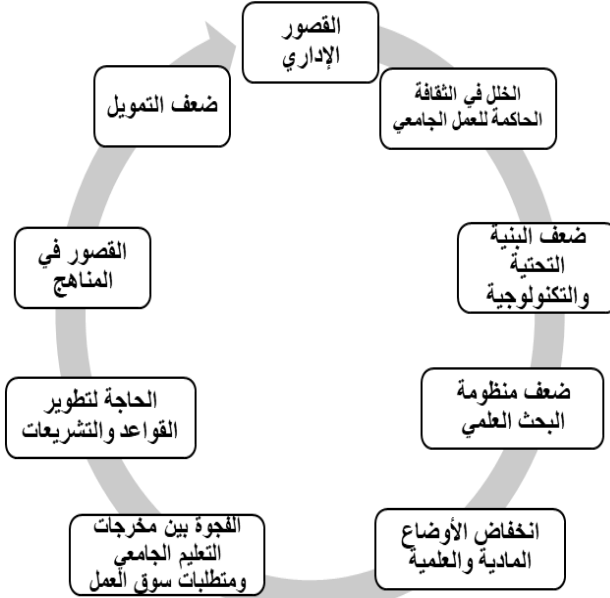 القصور
الإداري
الخلل في الثقافة
الحاكمة للعمل الجامعي
ضعف البنية
التحتية
والتكنولوجية
ضعف منظومة
البحث العلمي
انخفاض الأوضاع
المادية والعلمية
الفجوة بين مخرجات
التعليم الجامعي
ومتطلبات سوق العمل
الحاجة لتطوير
القواعد والتشريعات
القصور في
المناهج
ضعف التمويل